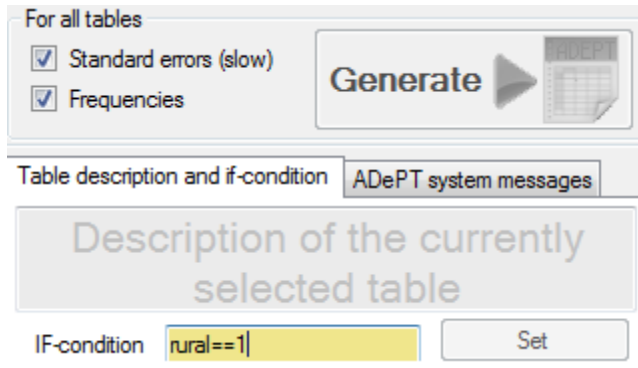 For all tables
Standard errors (slow)
Frequencies
Generate
ADEPT
Table description and if-condition
ADePT system messages
Description of the currently
selected table
IF-condition
rural==1
Set